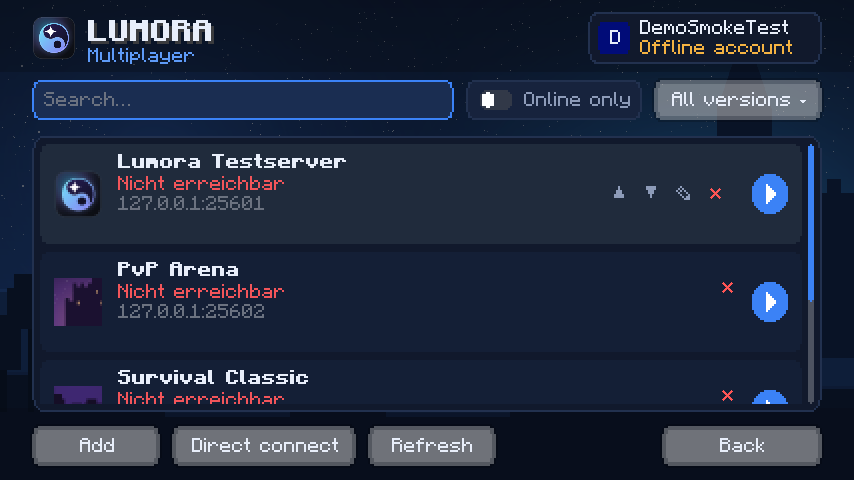 LUMORA
Multiplayer
D
DemoSmokeTest
Offline account
Search...
Online only
All versions
Lumora Testserver
Nicht erreichbar
127.0.0.1:25601
PvP Arena
Nicht erreichbar
127.0.0.1:25602
Survival Classic
Nicht erreichbar
Add
Direct connect
Refresh
Back